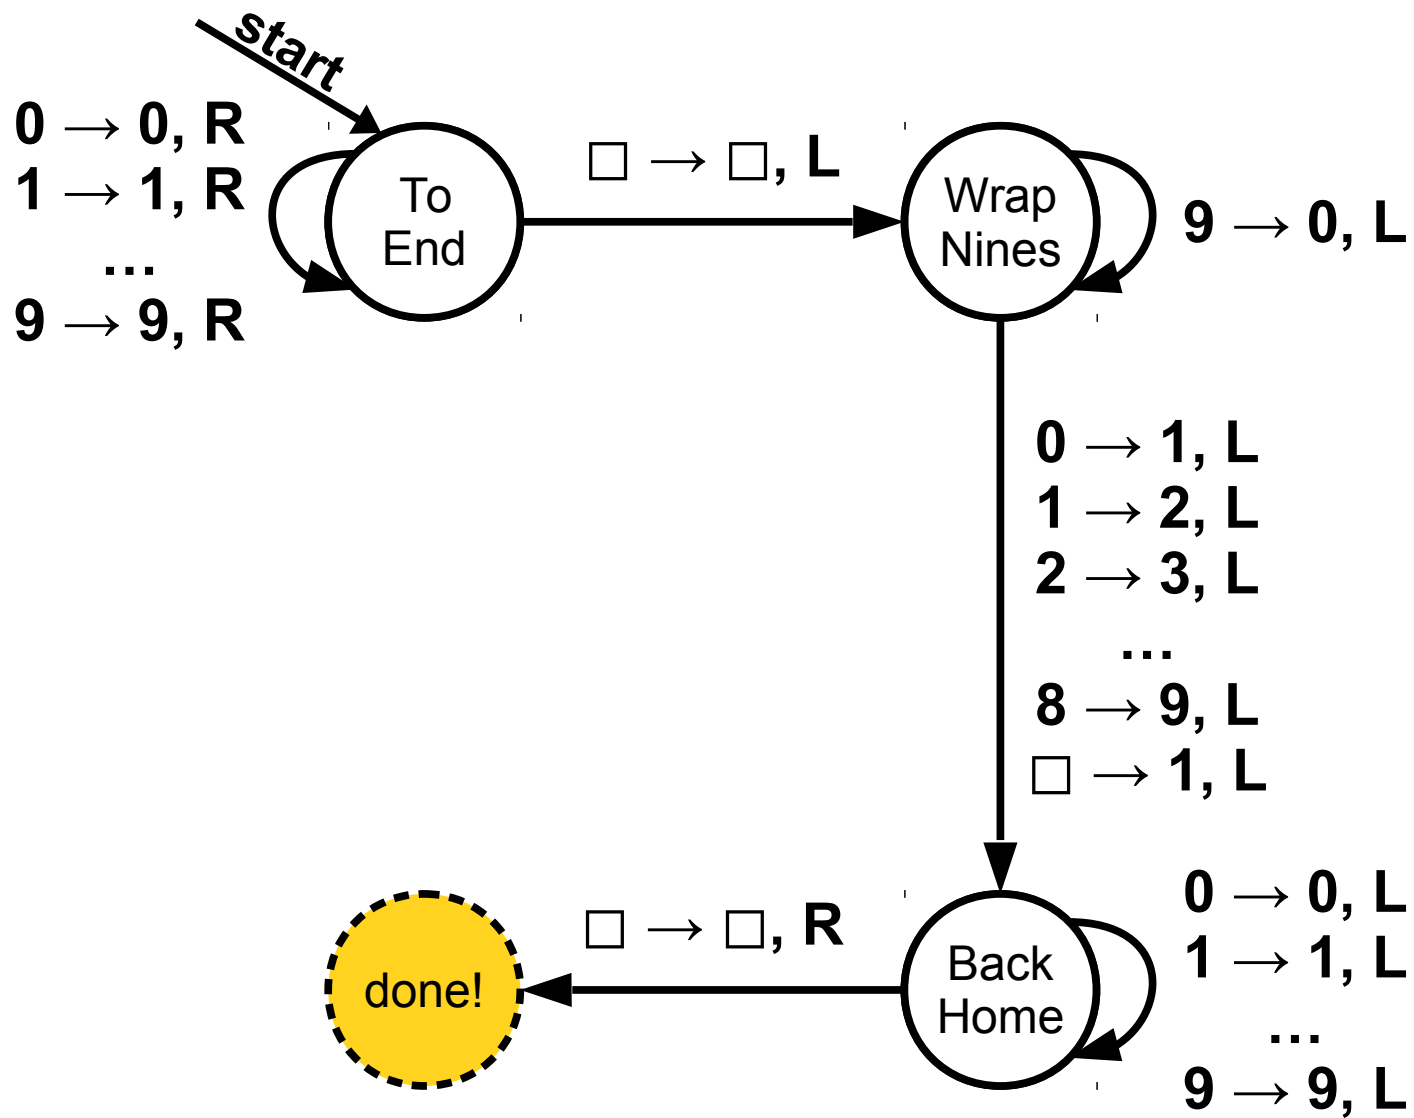 start
0 → 0, R
1 → 1, R
...
9 → 9, R
To
End
□ → □, L
Wrap
Nines
9 → 0, L
0 → 1, L
1 → 2, L
2 → 3, L
...
8 → 9, L
□ → 1, L
done!
□ → □, R
Back
Home
0 → 0, L
1 → 1, L
...
9 → 9, L